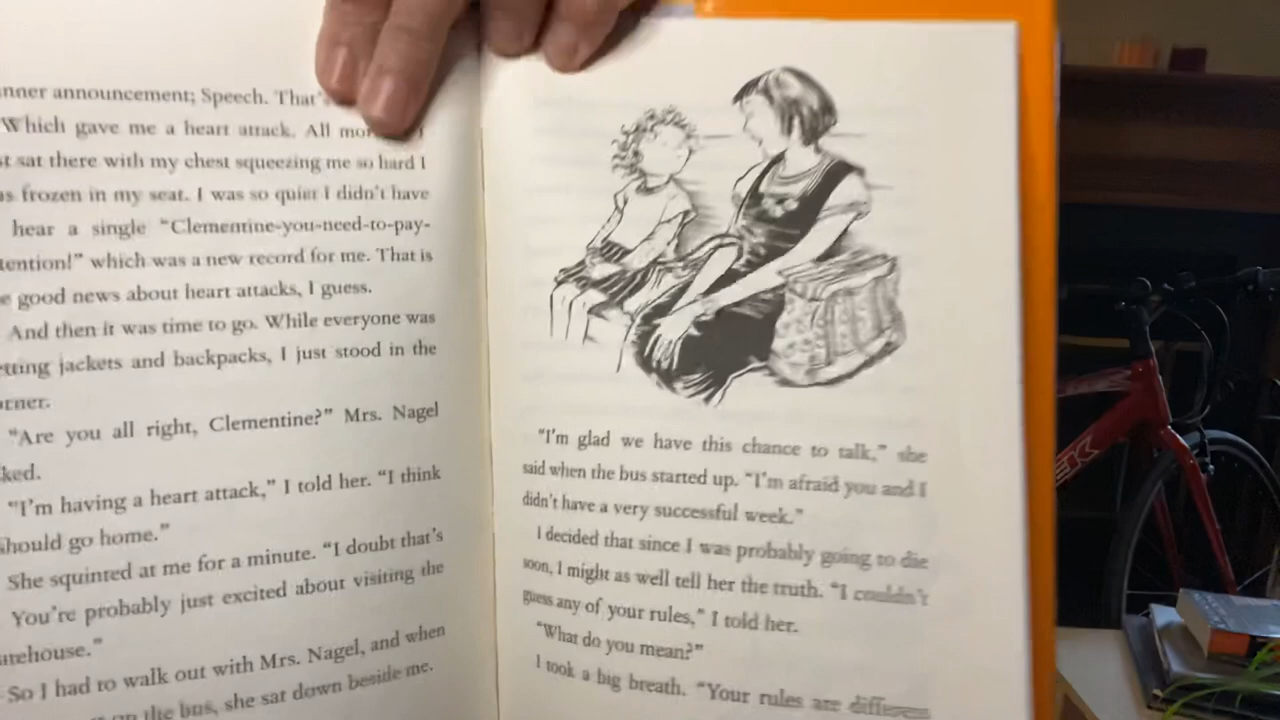 nner announcement; Speech. That's
Which gave me a heart attack. All
t sat there with my chest squeezing me so hard I
as frozen in my seat. I was so quiet I didn't have
hear a single "Clementine-you-need-to-pay-
tention!" which was a new record for me. That is
e good news about heart attacks, I guess.
And then it was time to go. While everyone was
etting jackets and backpacks, I just stood in the
orner.
"Are you all right, Clementine?" Mrs. Nagel
ked.
"I'm having a heart attack," I told her. "I think
should go home."
She squinted at me for a minute. "I doubt that's
You're probably just excited about visiting the
arehouse."
So I had to walk out with Mrs. Nagel, and when
on the bus, she sat down beside me.
"I'm glad we have this chance to talk," she
said when the bus started up. "I'm afraid you and I
didn't have a very successful week."
I decided that since I was probably going to die
soon, I might as well tell her the truth. "I couldn't
guess any of your rules," I told her.
"What do you mean?"
I took a big breath. "Your rules are different
EK